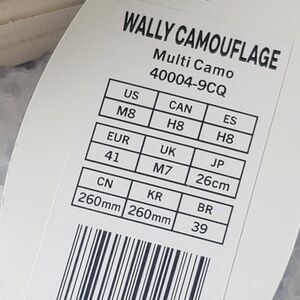 WALLY CAMOUFLAGE
Multi Camo
40004-9CQ
US CAN ES
M8 H8 H8
EUR UK JP
41 M7 26cm
CN KR BR
260mm 260mm 39